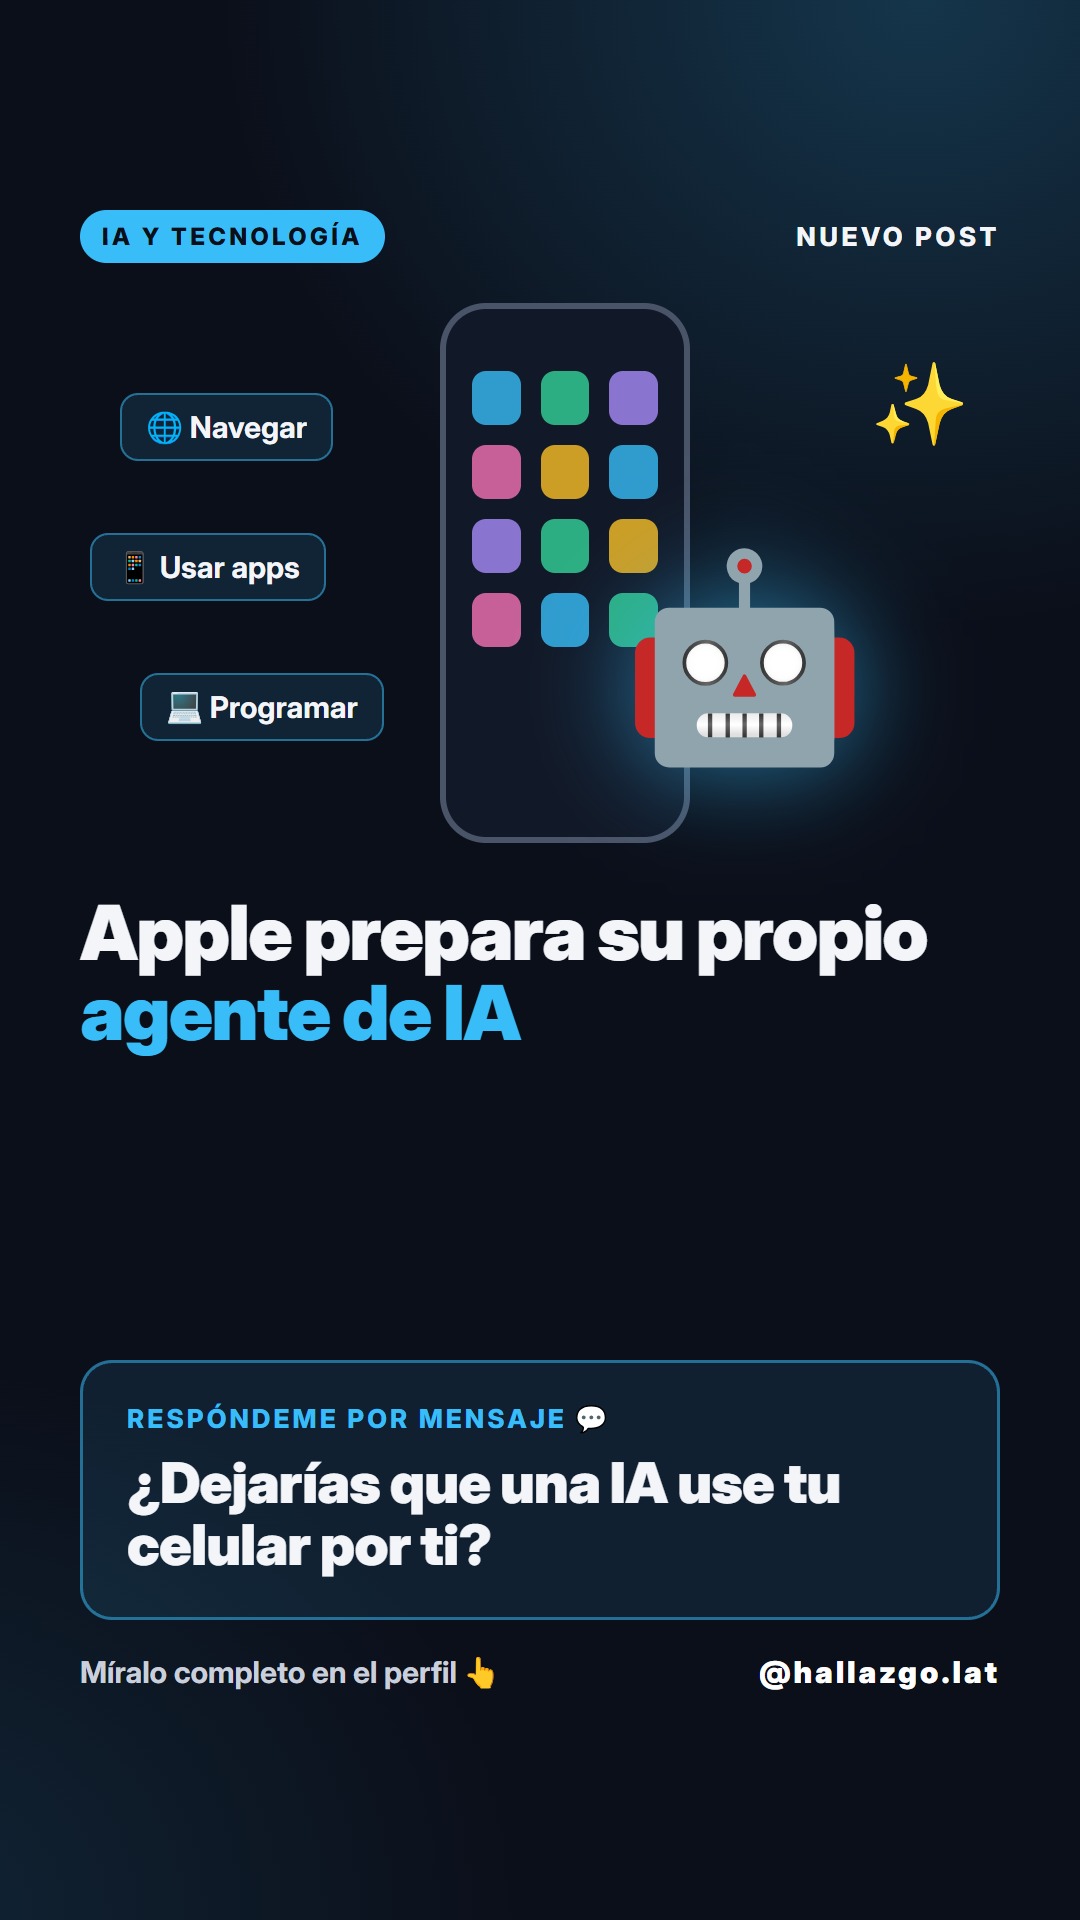 IA Y TECNOLOGÍA
NUEVO POST
🌐 Navegar
📱 Usar apps
💻 Programar
Apple prepara su propio
agente de IA
RESPÓNDEME POR MENSAJE 💬
¿Dejarías que una IA use tu
celular por ti?
Míralo completo en el perfil 👆
@hallazgo.lat